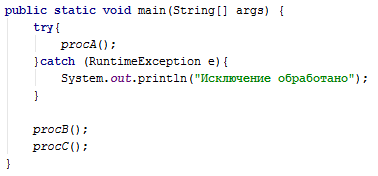 public static void main(String[] args) {
    try{
        procA();
    }catch (RuntimeException e){
        System.out.println("Исключение обработано");
    }

    procB();
    procC();
}